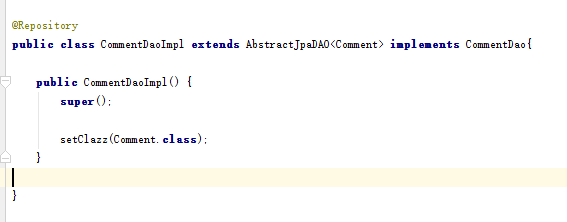 @Repository
public class CommentDaoImpl extends AbstractJpaDAO<Comment> implements CommentDao{
public CommentDaoImpl() {
super();
setClazz(Comment.class);
}
}